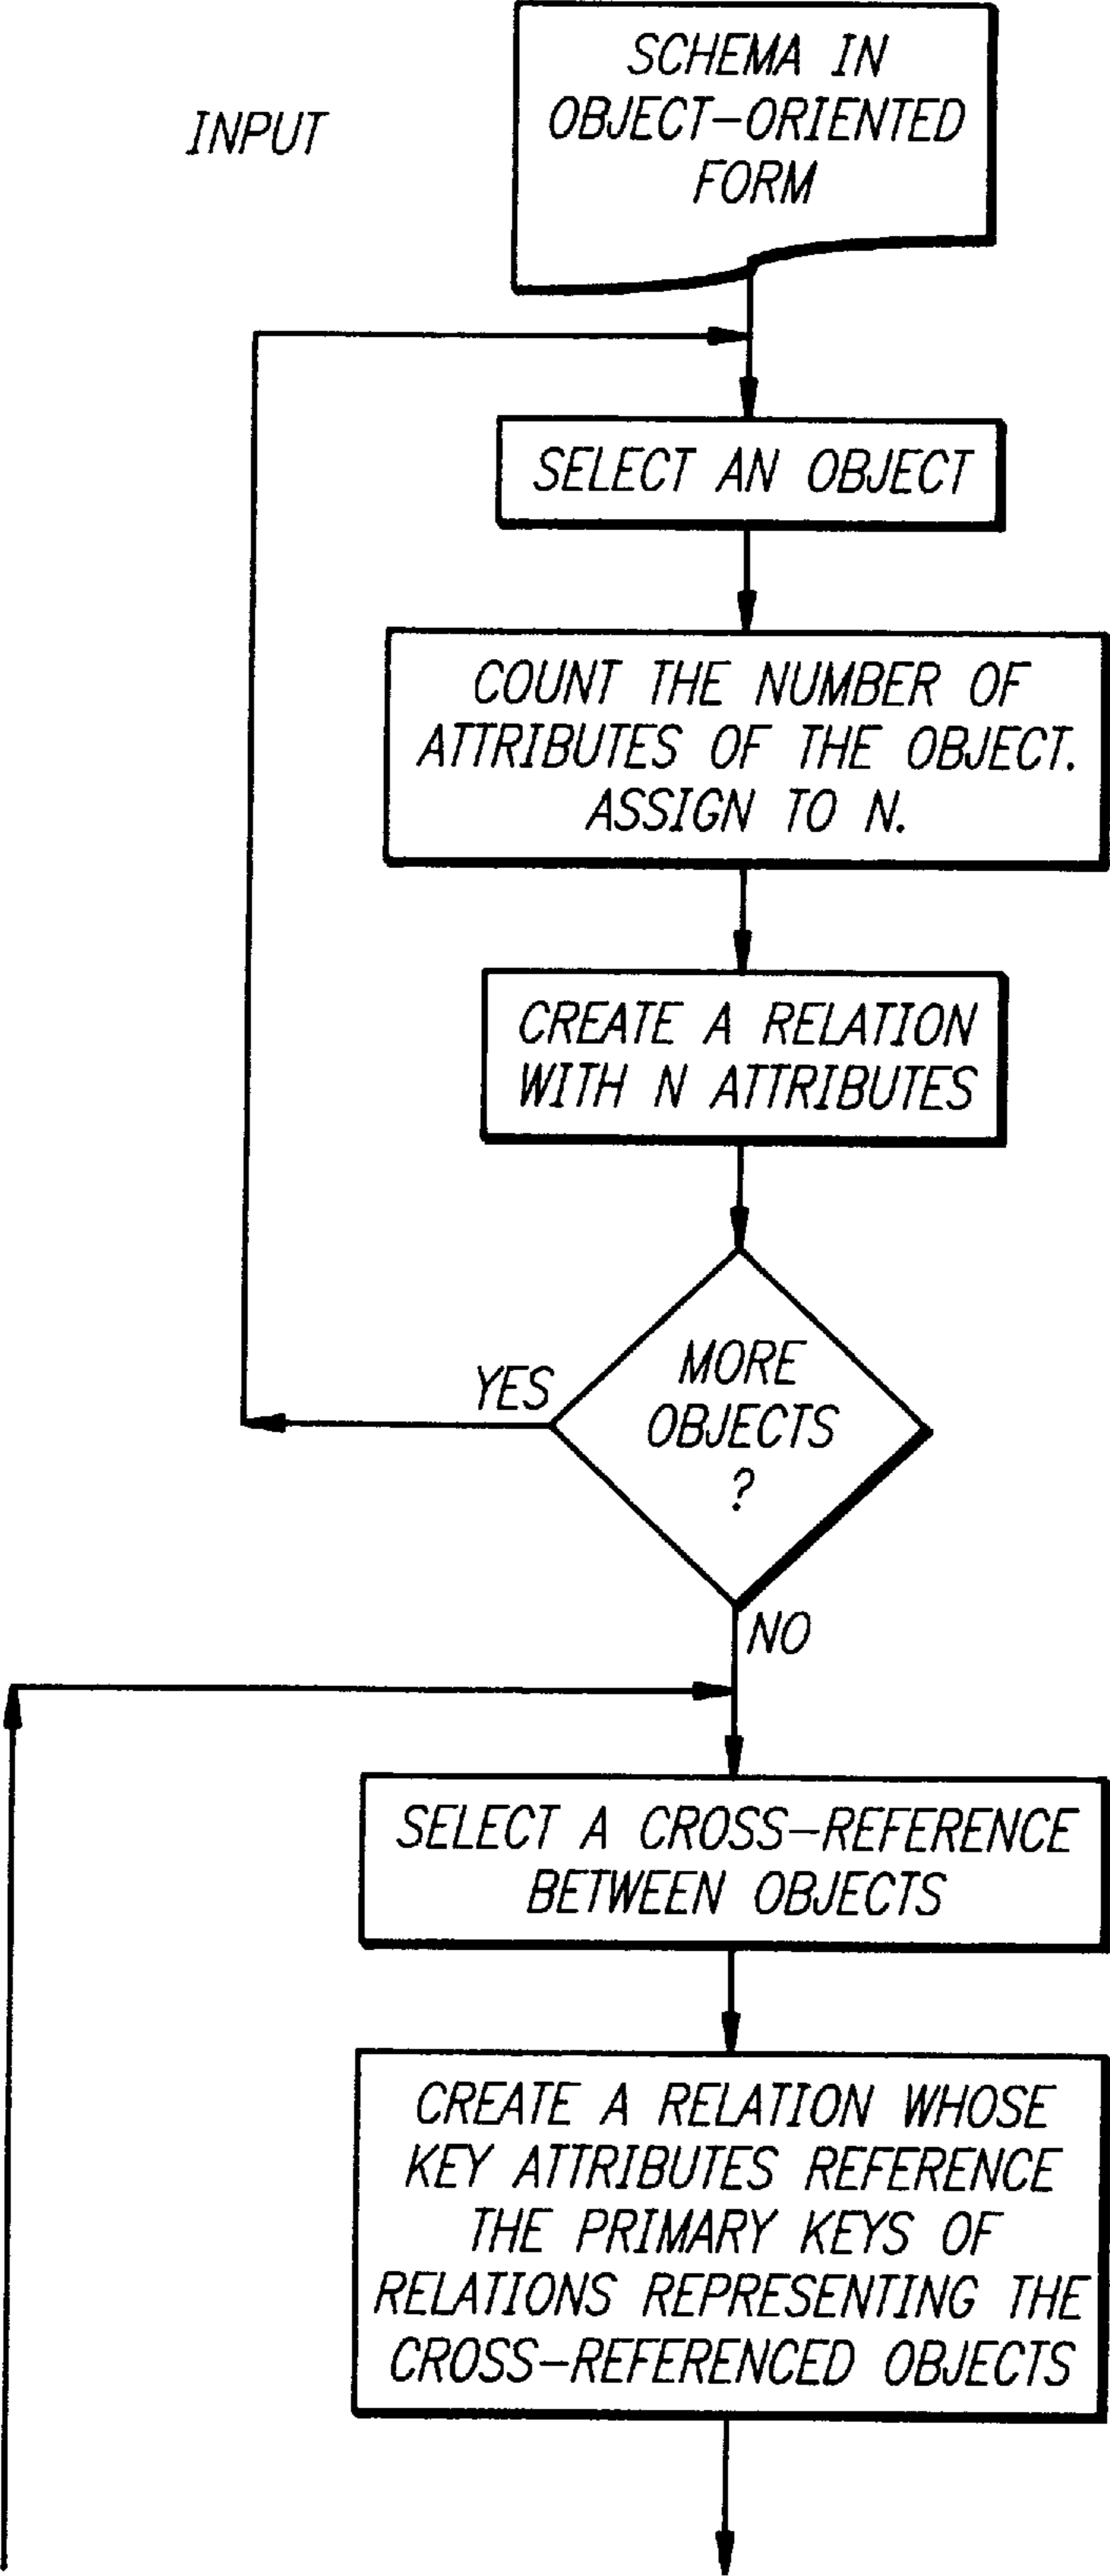 INPUT
SCHEMA IN
OBJECT-ORIENTED
FORM
SELECT AN OBJECT
COUNT THE NUMBER OF
ATTRIBUTES OF THE OBJECT.
ASSIGN TO N.
CREATE A RELATION
WITH N ATTRIBUTES
MORE
OBJECTS
?
YES
NO
SELECT A CROSS-REFERENCE
BETWEEN OBJECTS
CREATE A RELATION WHOSE
KEY ATTRIBUTES REFERENCE
THE PRIMARY KEYS OF
RELATIONS REPRESENTING THE
CROSS-REFERENCED OBJECTS